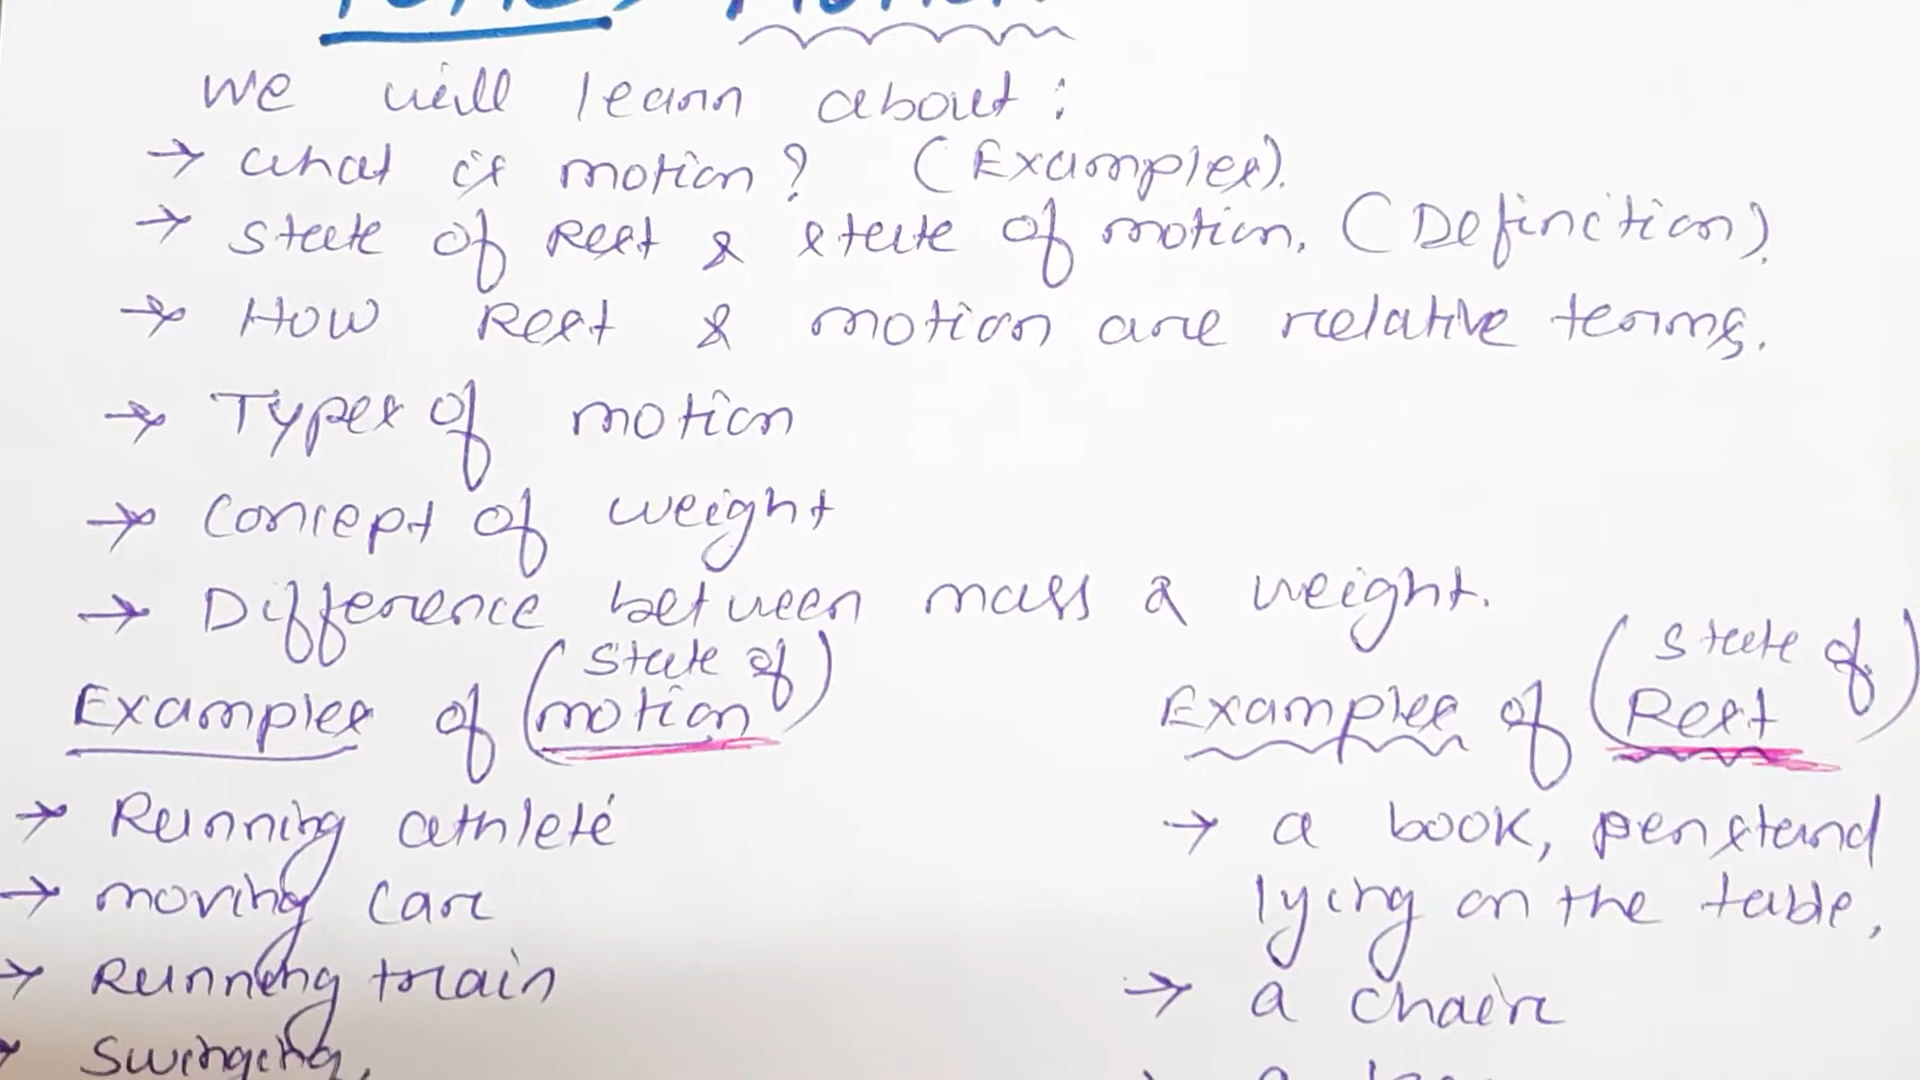 Motion
We will learn about:
→ What is motion? (Examples).
→ State of Rest & state of motion. (Definition).
→ How Rest & motion are relative terms.
→ Types of motion
→ Concept of weight
→ Difference between mass & weight.
Examples of (State of motion)
→ Running athlete
→ moving car
→ Running train
→ Swinging,
Examples of (State of Rest)
→ a book, penstand
lying on the table,
→ a chair